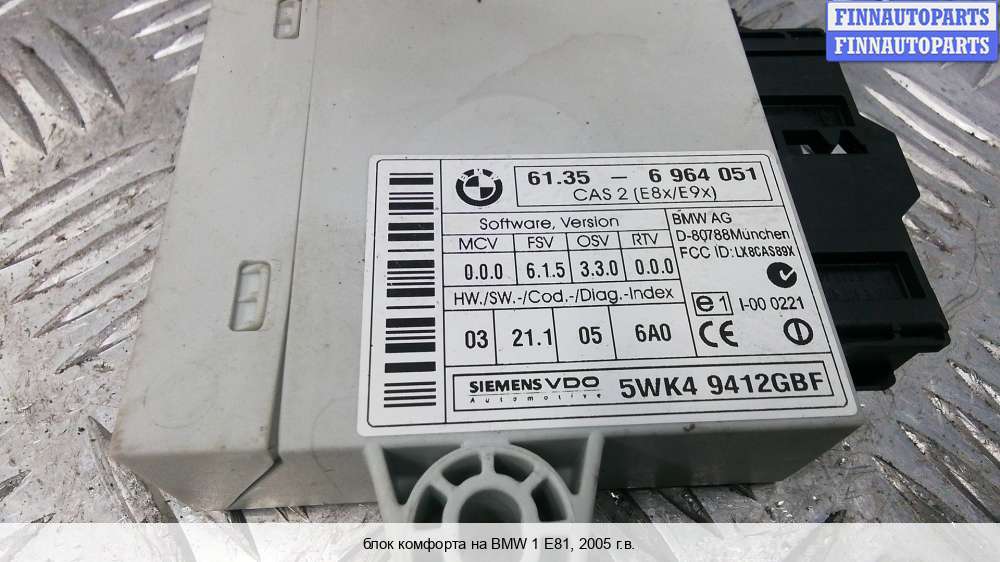 FINNAUTOPARTS
FINNAUTOPARTS
61.35 - 6 964 051
CAS 2 (E8x/E9x)
Software, Version
MCV FSV OSV RTV
0.0.0 6.1.5 3.3.0 0.0.0
HW./SW.-/Cod.-/Diag.-Index
03 21.1 05 6A0
BMW AG
D-80788München
FCC ID: LX8CAS89X
e1 I-00 0221
CE
SIEMENS VDO
Automotive
5WK4 9412GBF
блок комфорта на BMW 1 E81, 2005 г.в.